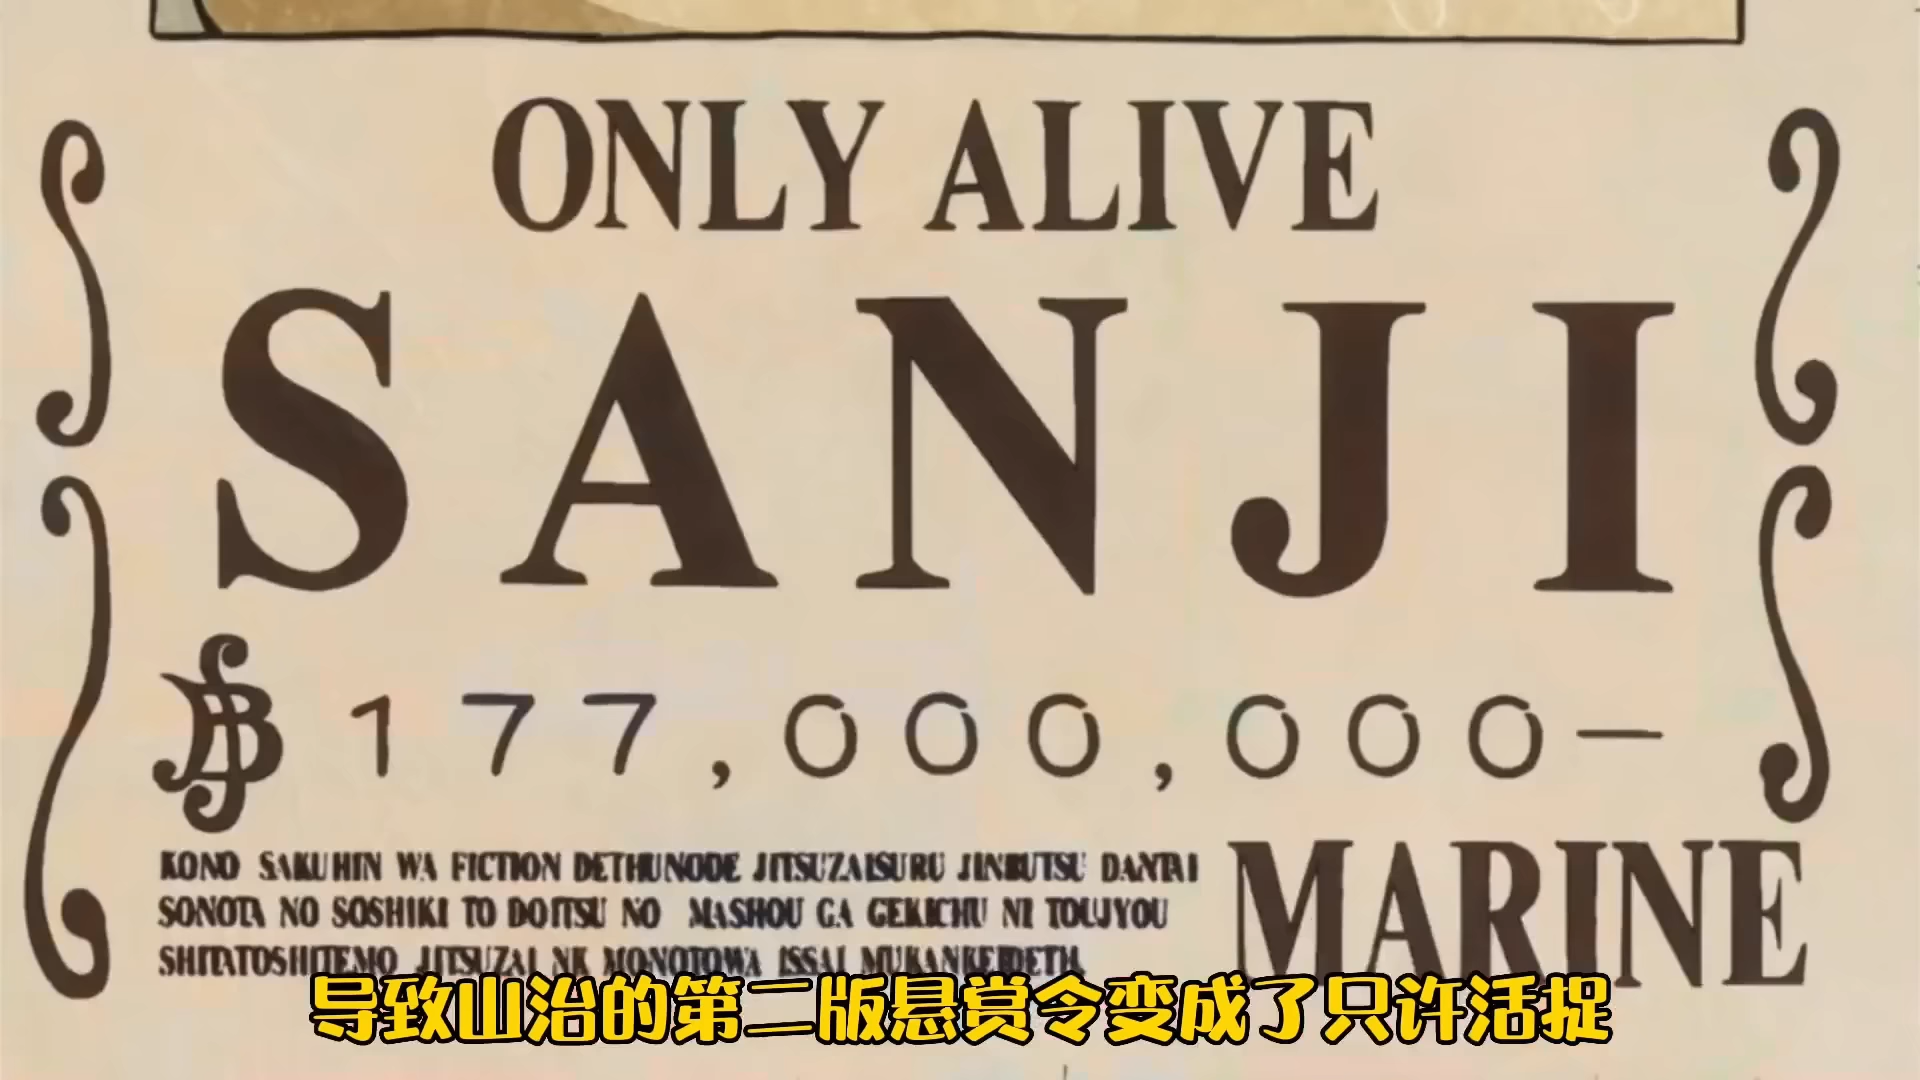 ONLY ALIVE
SANJI
177,000,000—
KONO SAKUHIN WA FICTION DETHUNODE JITSUZAISURU JINBUTSU DANTAI
SONOTA NO SOSHIKI TO DOITSU NO MASHOU GA GEKICHU NI TOUJYOU
SHITATOSHITEMO JITSUZAI NK MONOTOWA ISSAI MUKANKEIDETH.
MARINE
导致山治的第二版悬赏令变成了只许活捉